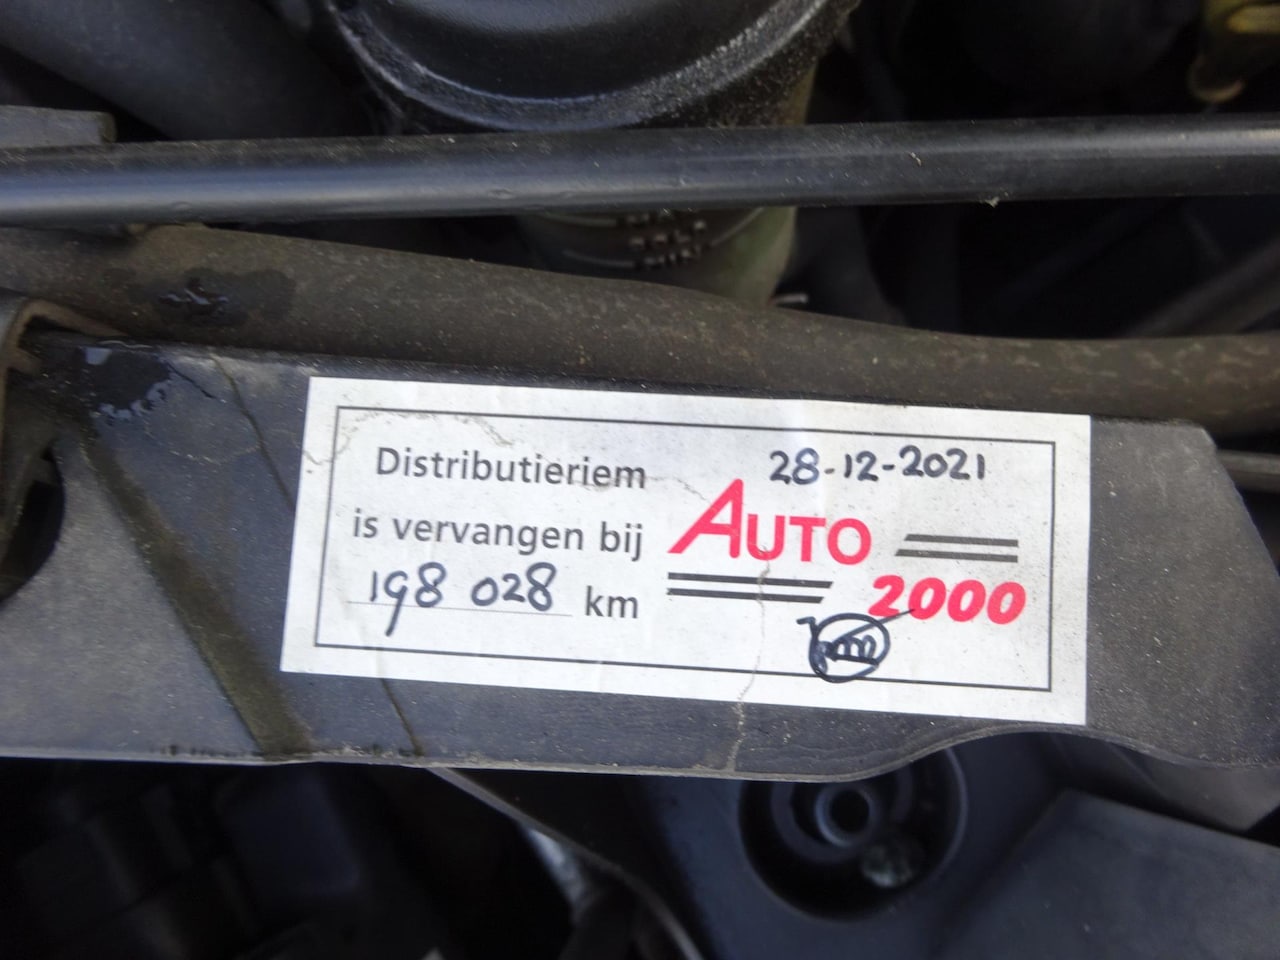 Distributieriem
is vervangen bij
198 028 km
28-12-2021
AUTO
2000